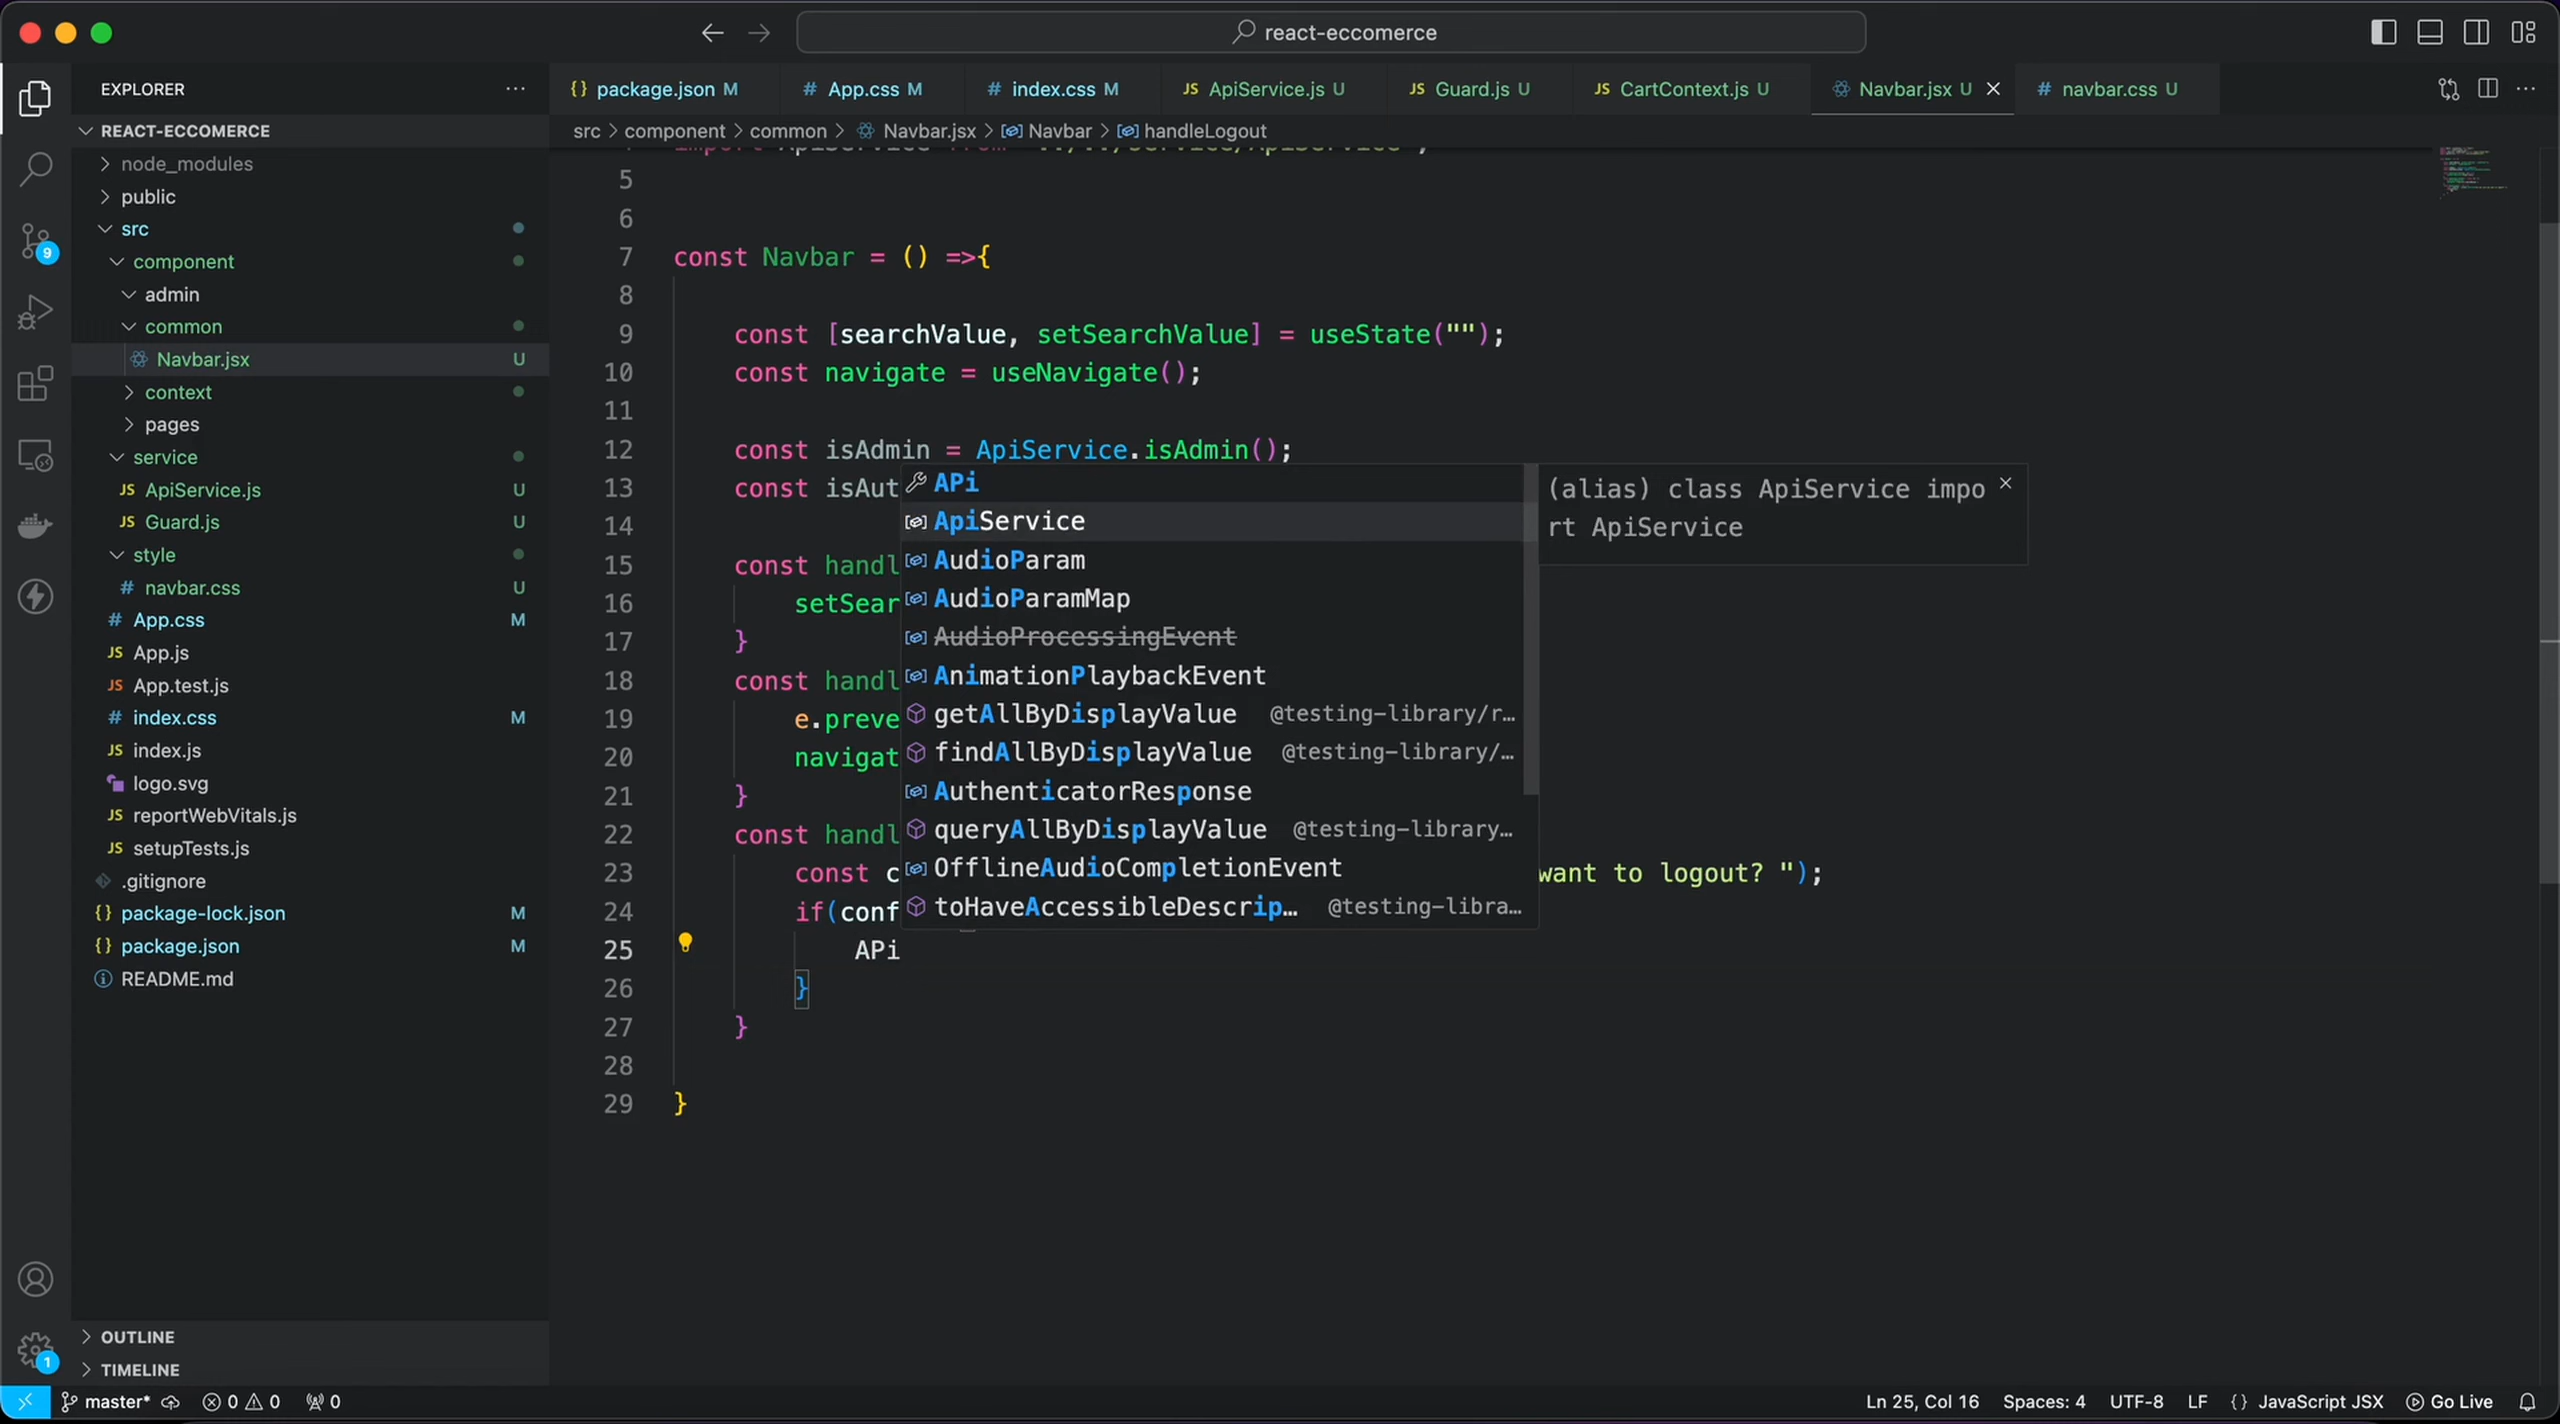 react-eccomerce
EXPLORER
package.json M
App.css M
index.css M
ApiService.js U
Guard.js U
CartContext.js U
Navbar.jsx U
navbar.css U
REACT-ECCOMERCE
src > component > common > Navbar.jsx > Navbar > handleLogout
node_modules
public
src
component
admin
common
Navbar.jsx U
context
pages
service
JS ApiService.js U
JS Guard.js U
style
# navbar.css U
# App.css M
JS App.js
JS App.test.js
# index.css M
JS index.js
logo.svg
JS reportWebVitals.js
JS setupTests.js
.gitignore
{} package-lock.json M
{} package.json M
README.md
OUTLINE
TIMELINE
9
1
5
6
7 const Navbar = () =>{
8
9 const [searchValue, setSearchValue] = useState("");
10 const navigate = useNavigate();
11
12 const isAdmin = ApiService.isAdmin();
13 const isAut
14
15 const handl
16 setSear
17 }
18 const handl
19 e.preve
20 navigat
21 }
22 const handl
23 const c want to logout? ");
24 if(conf
25 APi
26 }
27 }
28
29 }
APi
ApiService
AudioParam
AudioParamMap
AudioProcessingEvent
AnimationPlaybackEvent
getAllByDisplayValue @testing-library/r…
findAllByDisplayValue @testing-library/…
AuthenticatorResponse
queryAllByDisplayValue @testing-library…
OfflineAudioCompletionEvent
toHaveAccessibleDescrip… @testing-libra…
(alias) class ApiService impo
rt ApiService
master* 0 0 0
Ln 25, Col 16 Spaces: 4 UTF-8 LF {} JavaScript JSX Go Live